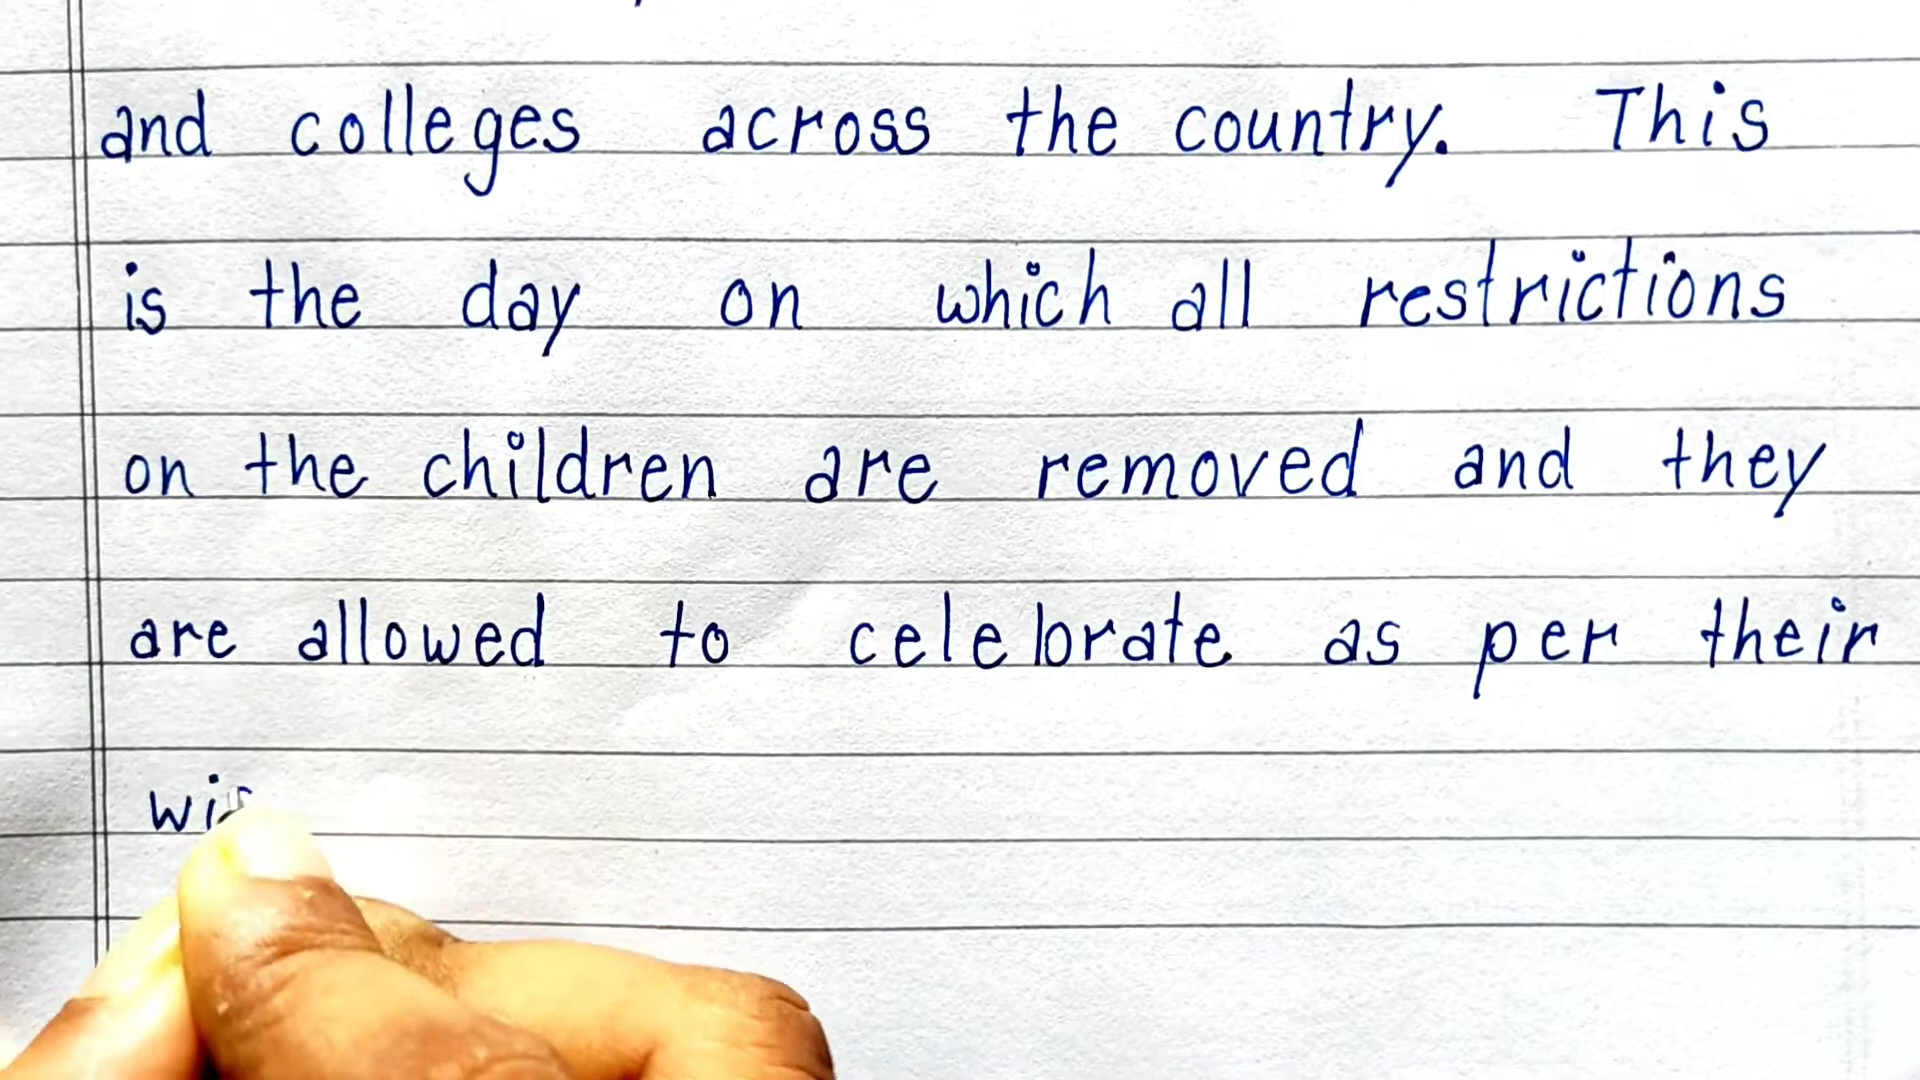 and colleges across the country. This
is the day on which all restrictions
on the children are removed and they
are allowed to celebrate as per their